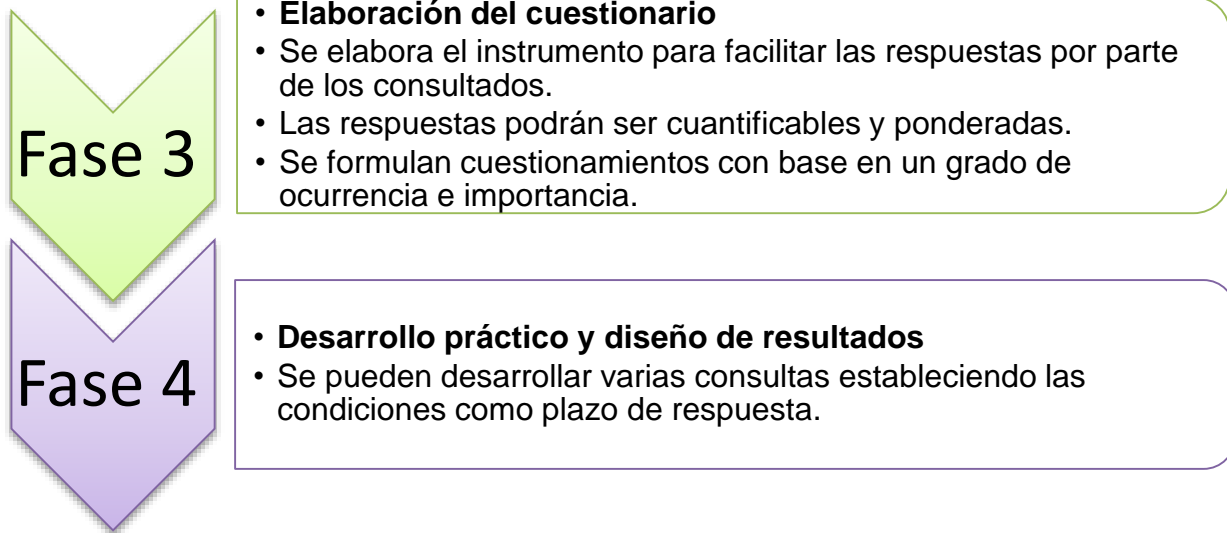 Fase 3
• Elaboración del cuestionario
• Se elabora el instrumento para facilitar las respuestas por parte
de los consultados.
• Las respuestas podrán ser cuantificables y ponderadas.
• Se formulan cuestionamientos con base en un grado de
ocurrencia e importancia.
Fase 4
• Desarrollo práctico y diseño de resultados
• Se pueden desarrollar varias consultas estableciendo las
condiciones como plazo de respuesta.